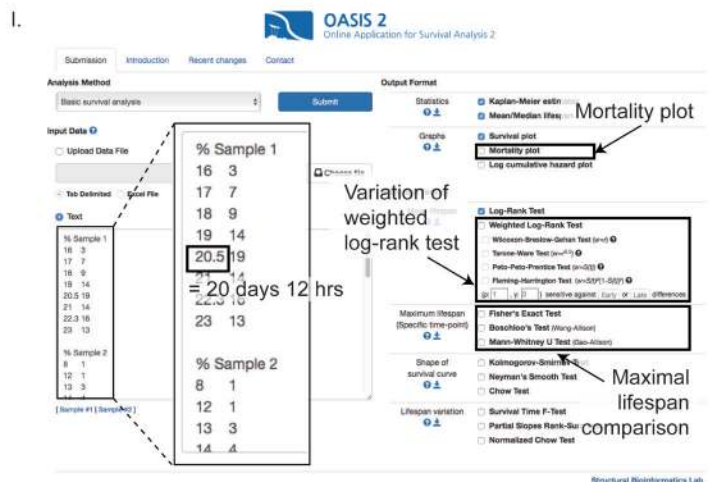 I.
OASIS 2
Online Application for Survival Analysis 2
Submission Introduction Recent changes Contact
Analysis Method
Basic survival analysis
Submit
Input Data
Upload Data File
Choose file
Tab Delimited Excel File
Text
% Sample 1
16 3
17 7
18 9
19 14
20.5 19
21 14
22.3 16
23 13
% Sample 2
8 1
12 1
13 3
[ Sample #1 | Sample #2 ]
% Sample 1
16 3
17 7
18 9
19 14
20.5 19
= 20 days 12 hrs
23 13
% Sample 2
8 1
12 1
13 3
14 4
Output Format
Statistics
Kaplan-Meier
Mean/Median
Graphs
Survival plot
Mortality plot
Log cumulative hazard plot
Mortality plot
Variation of
weighted
log-rank test
Log-Rank Test
Weighted Log-Rank Test
Wilcoxon-Breslow-Gehan Test
Tarone-Ware Test
Peto-Peto-Prentice Test
Fleming-Harrington Test
sensitive against Early or Late differences
Maximum lifespan
(Specific time-point)
Fisher's Exact Test
Boschloo's Test (Wang-Allison)
Mann-Whitney U Test (Gao-Allison)
Shape of
survival curve
Kolmogorov-Smirnov
Neyman's Smooth Test
Chow Test
Maximal
lifespan
comparison
Lifespan variation
Survival Time F-Test
Partial Slopes
Normalized Chow Test
Structural Bioinformatics Lab